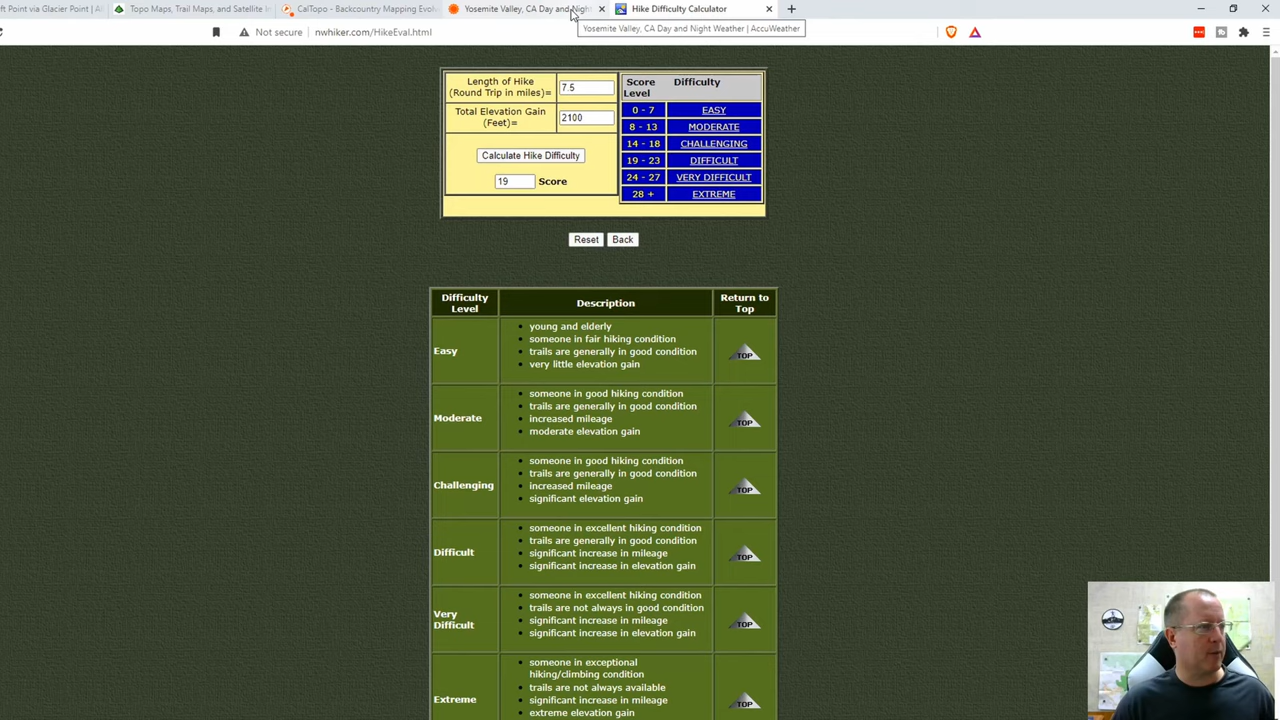 ft Point via Glacier Point | Al
Topo Maps, Trail Maps, and Satellite I
CalTopo - Backcountry Mapping Evolv
Yosemite Valley, CA Day and Night
Hike Difficulty Calculator
Yosemite Valley, CA Day and Night Weather | AccuWeather
Not secure
nwhiker.com/HikeEval.html
Length of Hike
(Round Trip in miles)=
7.5
Total Elevation Gain
(Feet)=
2100
Calculate Hike Difficulty
19 Score
Score Level
Difficulty
0 - 7 EASY
8 - 13 MODERATE
14 - 18 CHALLENGING
19 - 23 DIFFICULT
24 - 27 VERY DIFFICULT
28 + EXTREME
Reset Back
Difficulty Level
Description
Return to Top
Easy
young and elderly
someone in fair hiking condition
trails are generally in good condition
very little elevation gain
TOP
Moderate
someone in good hiking condition
trails are generally in good condition
increased mileage
moderate elevation gain
TOP
Challenging
someone in good hiking condition
trails are generally in good condition
increased mileage
significant elevation gain
TOP
Difficult
someone in excellent hiking condition
trails are generally in good condition
significant increase in mileage
significant increase in elevation gain
TOP
Very Difficult
someone in excellent hiking condition
trails are not always in good condition
significant increase in mileage
significant increase in elevation gain
TOP
Extreme
someone in exceptional
hiking/climbing condition
trails are not always available
significant increase in mileage
extreme elevation gain
TOP